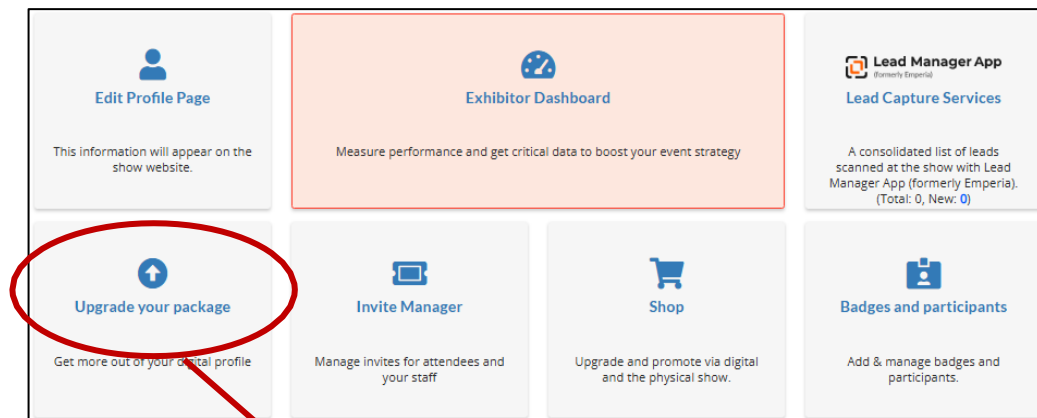 Edit Profile Page
This information will appear on the
show website.
Exhibitor Dashboard
Measure performance and get critical data to boost your event strategy
Lead Manager App
(formerly Emperia)
Lead Capture Services
A consolidated list of leads
scanned at the show with Lead
Manager App (formerly Emperia).
(Total: 0, New: 0)
Upgrade your package
Get more out of your digital profile
Invite Manager
Manage invites for attendees and
your staff
Shop
Upgrade and promote via digital
and the physical show.
Badges and participants
Add & manage badges and
participants.